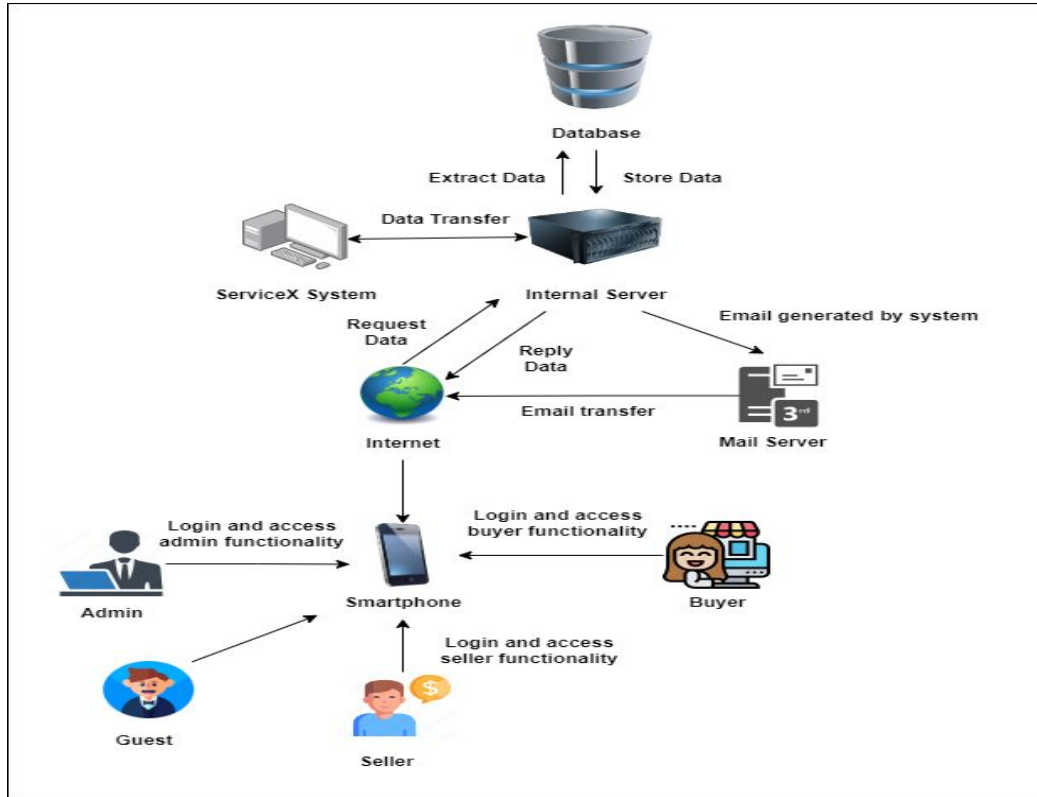 Database
Extract Data
Store Data
Data Transfer
ServiceX System
Internal Server
Request
Data
Reply
Data
Email generated by system
Email transfer
3rd
Internet
Mail Server
Login and access
admin functionality
Login and access
buyer functionality
Admin
Smartphone
Buyer
Login and access
seller functionality
$
Guest
Seller